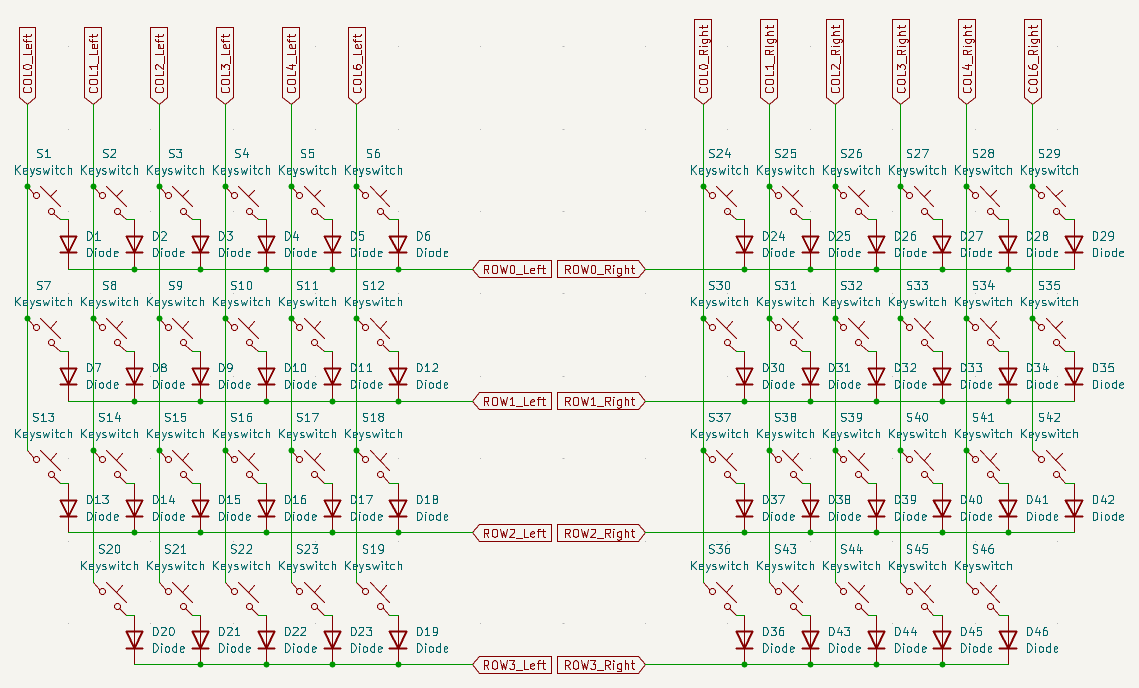 COL0_Left COL1_Left COL2_Left COL3_Left COL4_Left COL6_Left COL0_Right COL1_Right COL2_Right COL3_Right COL4_Right COL6_Right
S1 S2 S3 S4 S5 S6 S24 S25 S26 S27 S28 S29
Keyswitch Keyswitch Keyswitch Keyswitch Keyswitch Keyswitch Keyswitch Keyswitch Keyswitch Keyswitch Keyswitch Keyswitch
D1 D2 D3 D4 D5 D6 D24 D25 D26 D27 D28 D29
Diode Diode Diode Diode Diode Diode Diode Diode Diode Diode Diode Diode
ROW0_Left ROW0_Right
S7 S8 S9 S10 S11 S12 S30 S31 S32 S33 S34 S35
Keyswitch Keyswitch Keyswitch Keyswitch Keyswitch Keyswitch Keyswitch Keyswitch Keyswitch Keyswitch Keyswitch Keyswitch
D7 D8 D9 D10 D11 D12 D30 D31 D32 D33 D34 D35
Diode Diode Diode Diode Diode Diode Diode Diode Diode Diode Diode Diode
ROW1_Left ROW1_Right
S13 S14 S15 S16 S17 S18 S37 S38 S39 S40 S41 S42
Keyswitch Keyswitch Keyswitch Keyswitch Keyswitch Keyswitch Keyswitch Keyswitch Keyswitch Keyswitch Keyswitch Keyswitch
D13 D14 D15 D16 D17 D18 D37 D38 D39 D40 D41 D42
Diode Diode Diode Diode Diode Diode Diode Diode Diode Diode Diode Diode
ROW2_Left ROW2_Right
S20 S21 S22 S23 S19 S36 S43 S44 S45 S46
Keyswitch Keyswitch Keyswitch Keyswitch Keyswitch Keyswitch Keyswitch Keyswitch Keyswitch Keyswitch
D20 D21 D22 D23 D19 D36 D43 D44 D45 D46
Diode Diode Diode Diode Diode Diode Diode Diode Diode Diode
ROW3_Left ROW3_Right